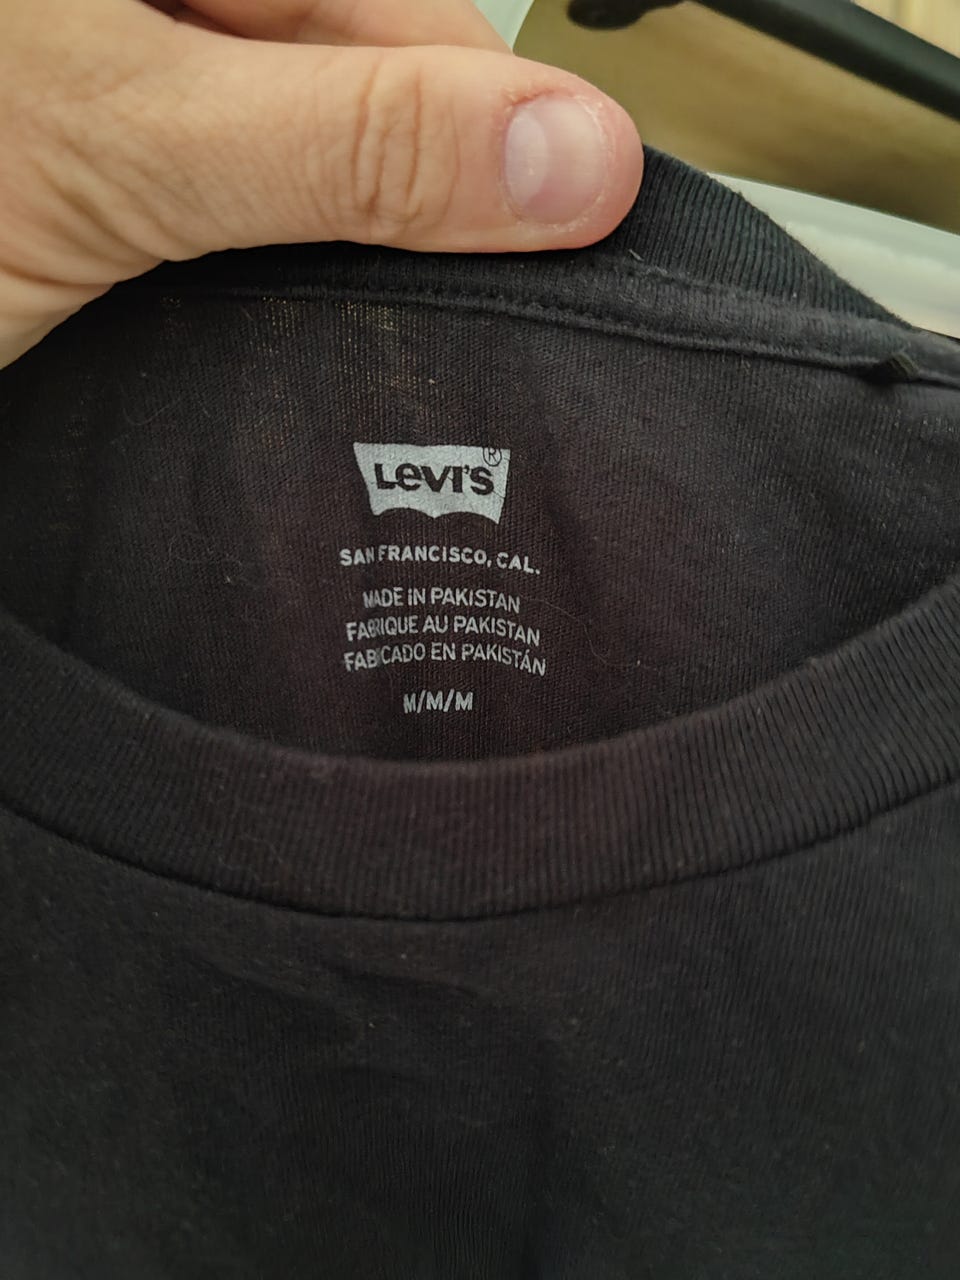 Levi's®
SAN FRANCISCO, CAL.
MADE IN PAKISTAN
FABRIQUE AU PAKISTAN
FABICADO EN PAKISTÁN
M/M/M